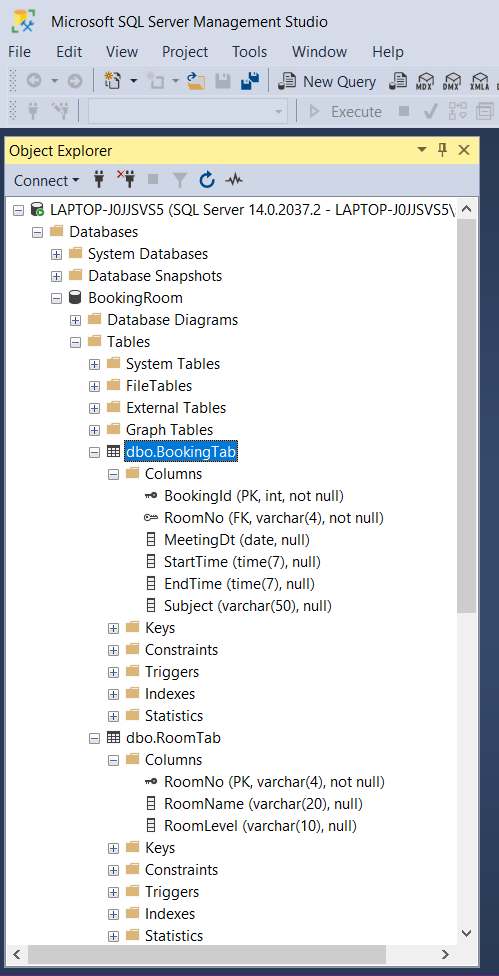 Microsoft SQL Server Management Studio
File Edit View Project Tools Window Help
New Query MDX DMX XMLA
Execute
Object Explorer
Connect
LAPTOP-J0JJSVS5 (SQL Server 14.0.2037.2 - LAPTOP-J0JJSVS5\
Databases
System Databases
Database Snapshots
BookingRoom
Database Diagrams
Tables
System Tables
FileTables
External Tables
Graph Tables
dbo.BookingTab
Columns
BookingId (PK, int, not null)
RoomNo (FK, varchar(4), not null)
MeetingDt (date, null)
StartTime (time(7), null)
EndTime (time(7), null)
Subject (varchar(50), null)
Keys
Constraints
Triggers
Indexes
Statistics
dbo.RoomTab
Columns
RoomNo (PK, varchar(4), not null)
RoomName (varchar(20), null)
RoomLevel (varchar(10), null)
Keys
Constraints
Triggers
Indexes
Statistics